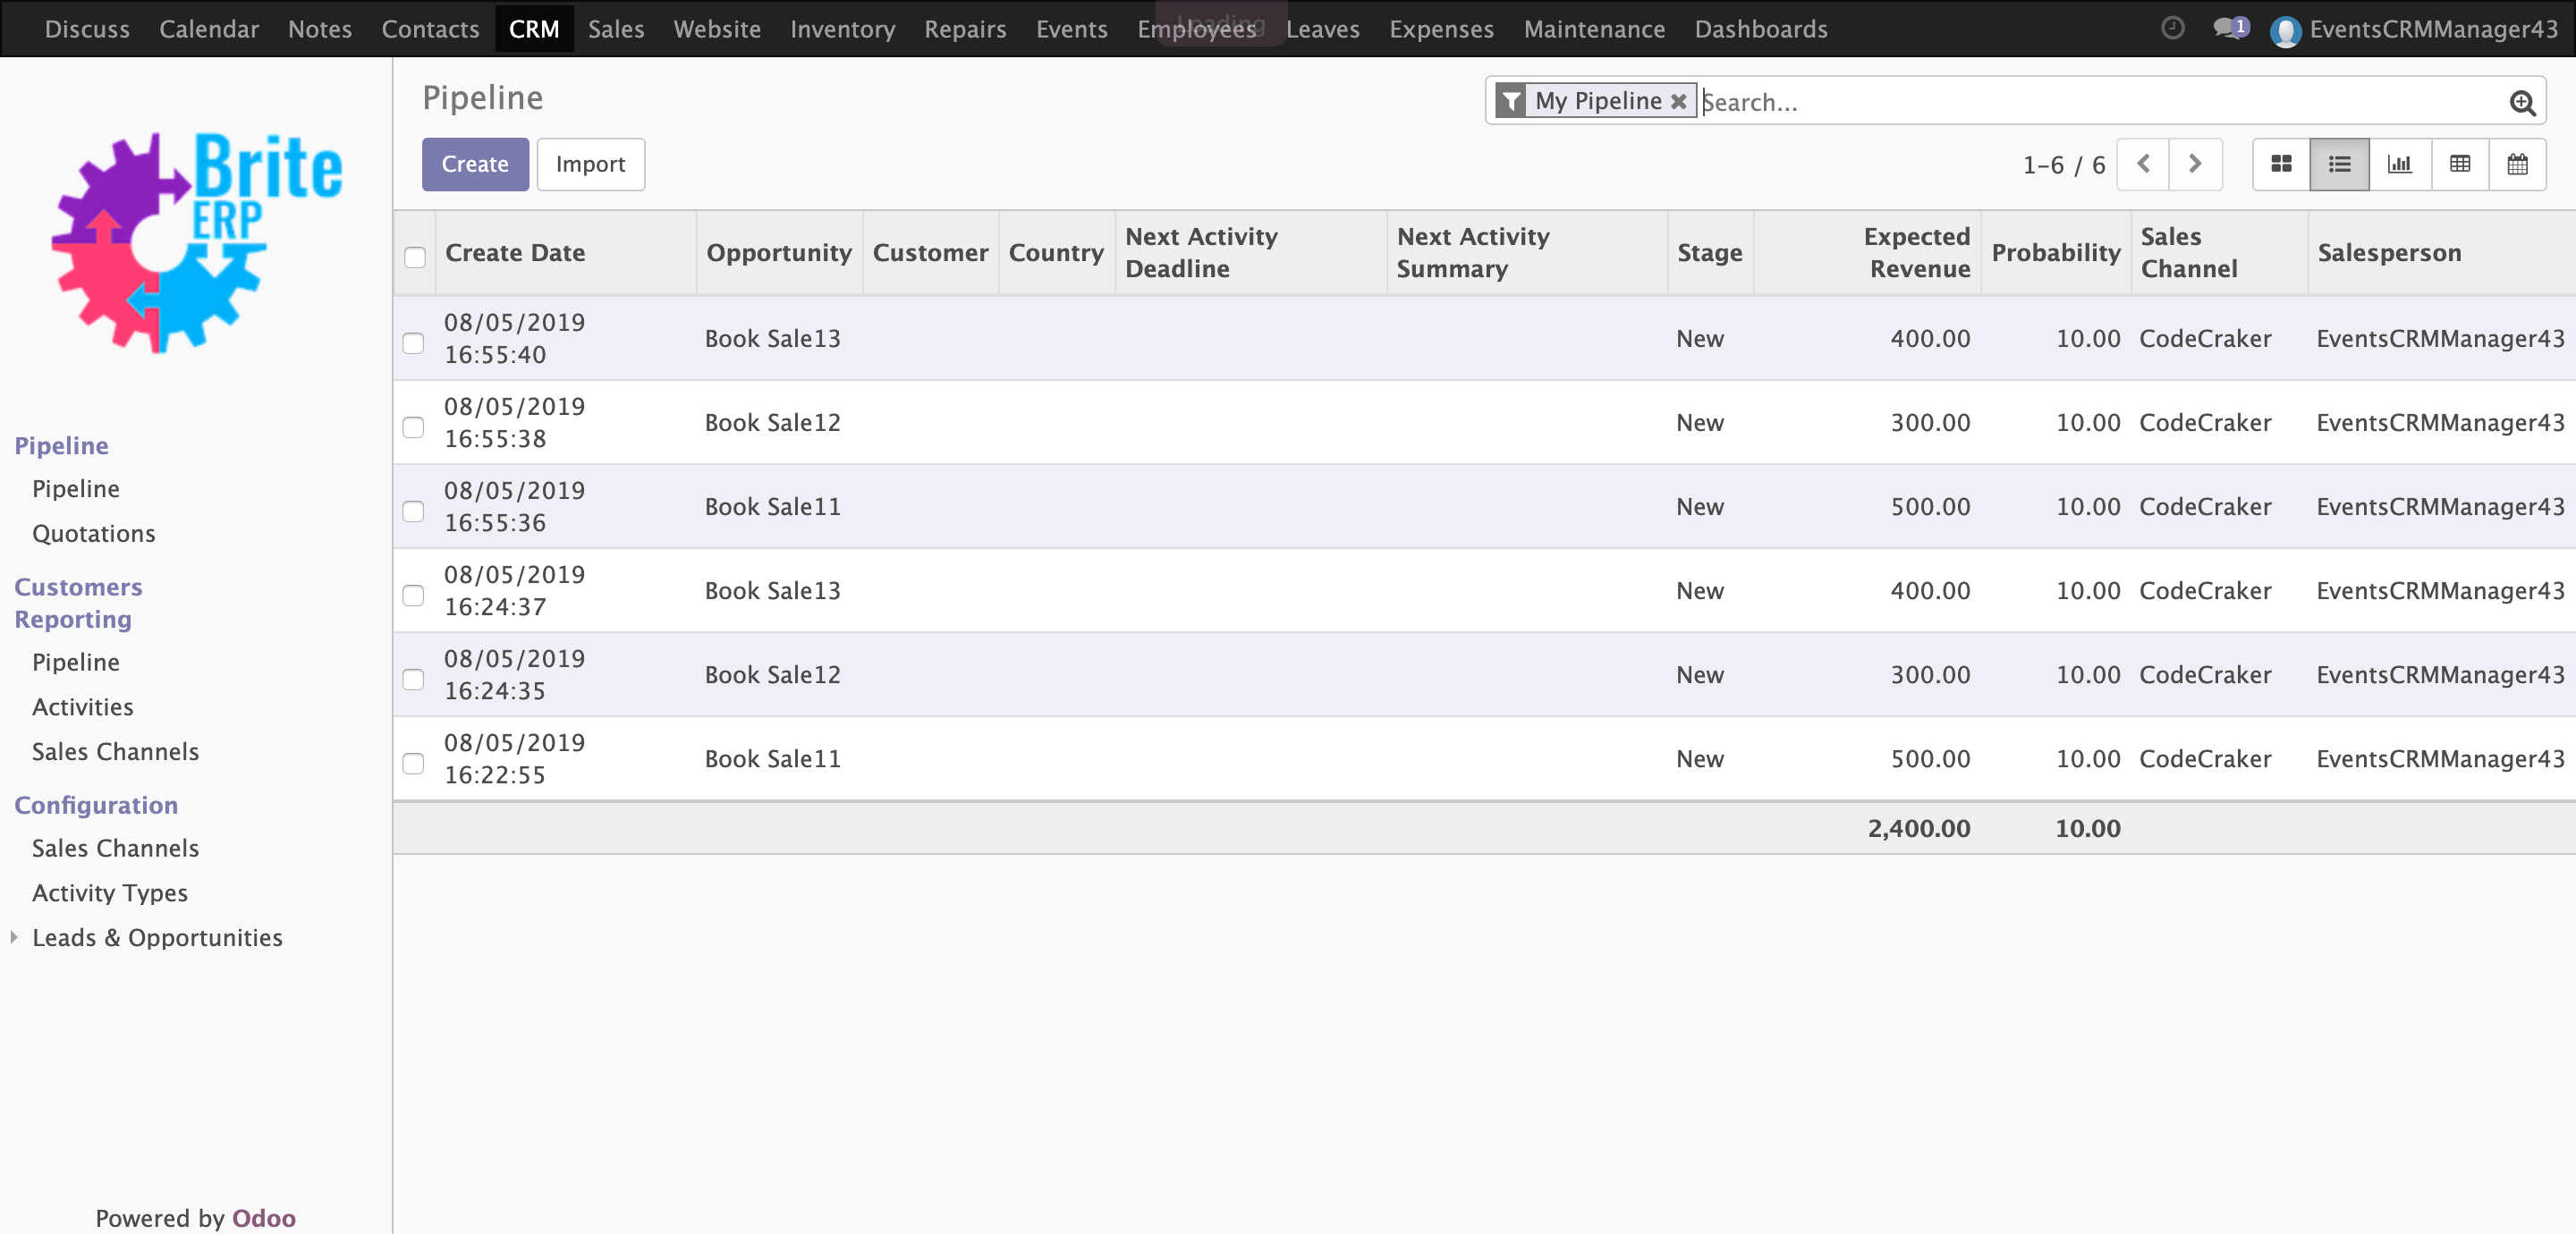 Discuss Calendar Notes Contacts CRM Sales Website Inventory Repairs Events Employees Leaves Expenses Maintenance Dashboards 1 EventsCRMManager43
Loading
Brite
ERP
Pipeline
My Pipeline Search...
Create Import
1-6 / 6
Create Date Opportunity Customer Country Next Activity Deadline Next Activity Summary Stage Expected Revenue Probability Sales Channel Salesperson
08/05/2019 16:55:40 Book Sale13 New 400.00 10.00 CodeCraker EventsCRMManager43
08/05/2019 16:55:38 Book Sale12 New 300.00 10.00 CodeCraker EventsCRMManager43
08/05/2019 16:55:36 Book Sale11 New 500.00 10.00 CodeCraker EventsCRMManager43
08/05/2019 16:24:37 Book Sale13 New 400.00 10.00 CodeCraker EventsCRMManager43
08/05/2019 16:24:35 Book Sale12 New 300.00 10.00 CodeCraker EventsCRMManager43
08/05/2019 16:22:55 Book Sale11 New 500.00 10.00 CodeCraker EventsCRMManager43
2,400.00 10.00
Pipeline
Pipeline
Quotations
Customers
Reporting
Pipeline
Activities
Sales Channels
Configuration
Sales Channels
Activity Types
Leads & Opportunities
Powered by Odoo